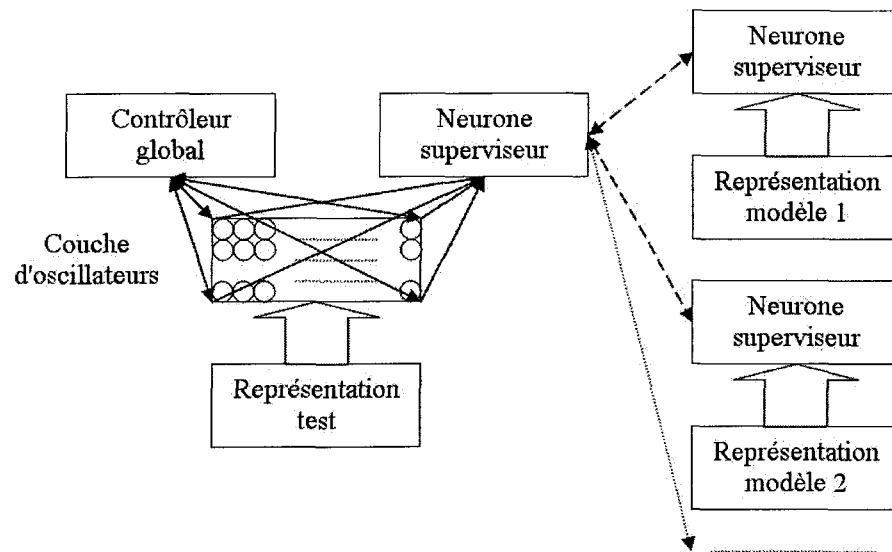 Contrôleur
global
Neurone
superviseur
Couche
d'oscillateurs
Représentation
test
Neurone
superviseur
Représentation
modèle 1
Neurone
superviseur
Représentation
modèle 2